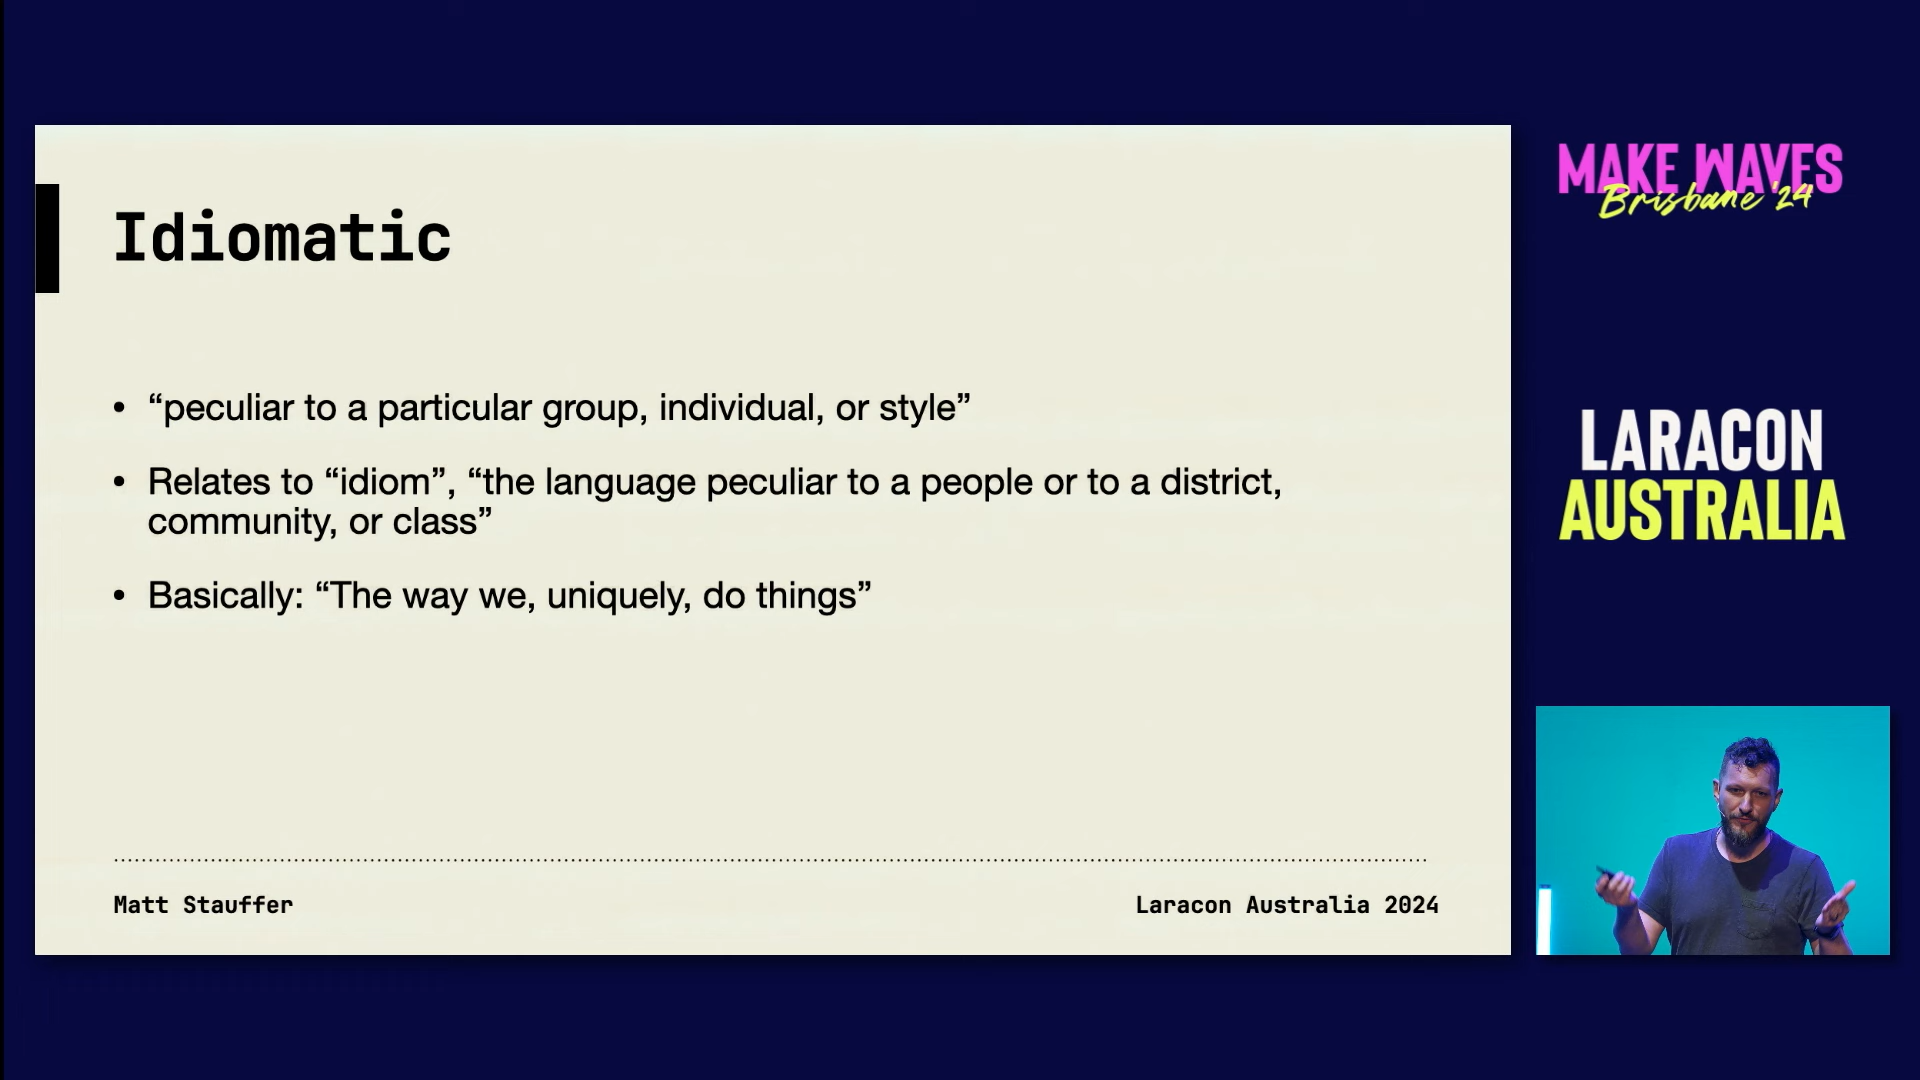 Idiomatic
• “peculiar to a particular group, individual, or style”
• Relates to “idiom”, “the language peculiar to a people or to a district,
community, or class”
• Basically: “The way we, uniquely, do things”
Matt Stauffer
Laracon Australia 2024
MAKE WAVES
Brisbane '24
LARACON
AUSTRALIA